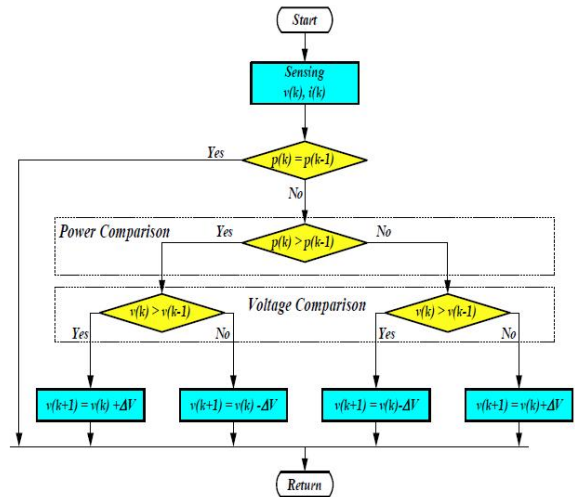 Start
Sensing
v(k), i(k)
Yes
p(k) = p(k-1)
No
Power Comparison
Yes
p(k) > p(k-1)
No
v(k) > v(k-1)
Voltage Comparison
v(k) > v(k-1)
Yes
No
Yes
No
v(k+1) = v(k) +ΔV
v(k+1) = v(k) -ΔV
v(k+1) = v(k)-ΔV
v(k+1) = v(k)+ΔV
Return